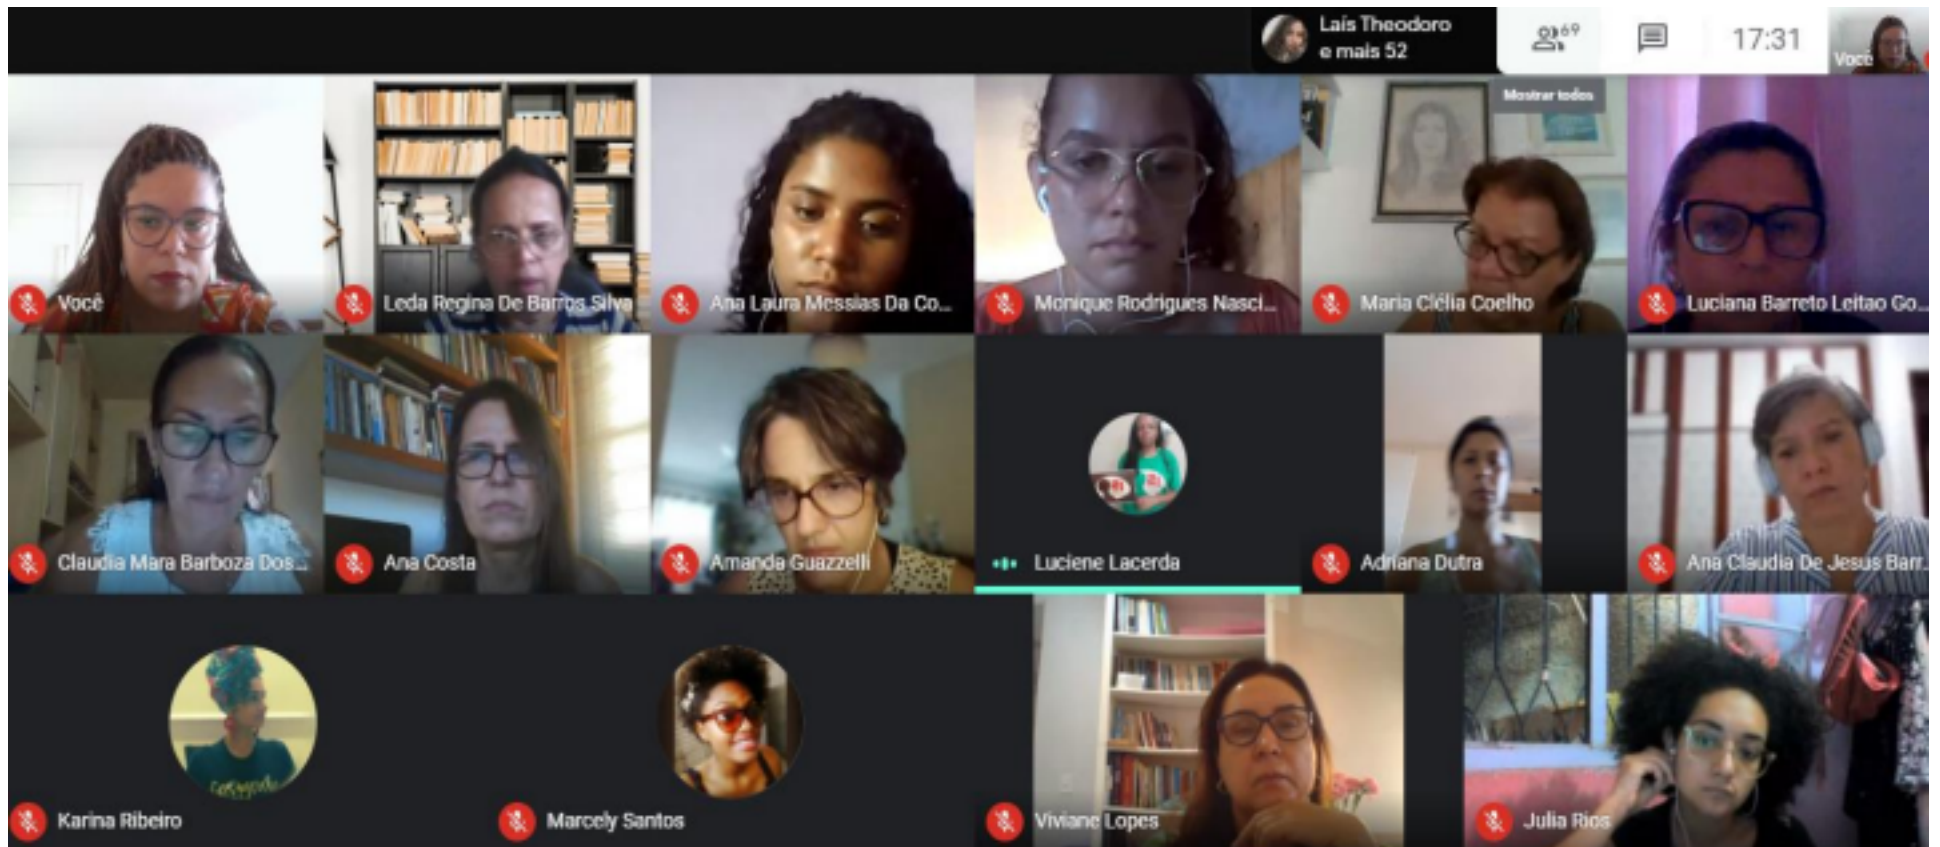 Laís Theodoro
e mais 52
69
17:31
Você
Mostrar todos
Você
Leda Regina De Barros Silva
Ana Laura Messias Da Co...
Monique Rodrigues Nasci...
Maria Clélia Coelho
Luciana Barreto Leitao Go...
Claudia Mara Barboza Dos...
Ana Costa
Amanda Guazzelli
Luciene Lacerda
Adriana Dutra
Ana Claudia De Jesus Barr...
Karina Ribeiro
Marcely Santos
Viviane Lopes
Julia Rios